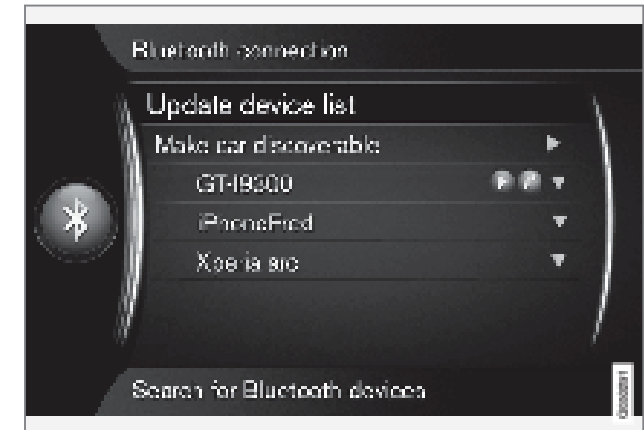 Bluetooth connection
Update device list
Make car discoverable
GT-I9300
iPhoneFred
Xperia arc
Search for Bluetooth devices